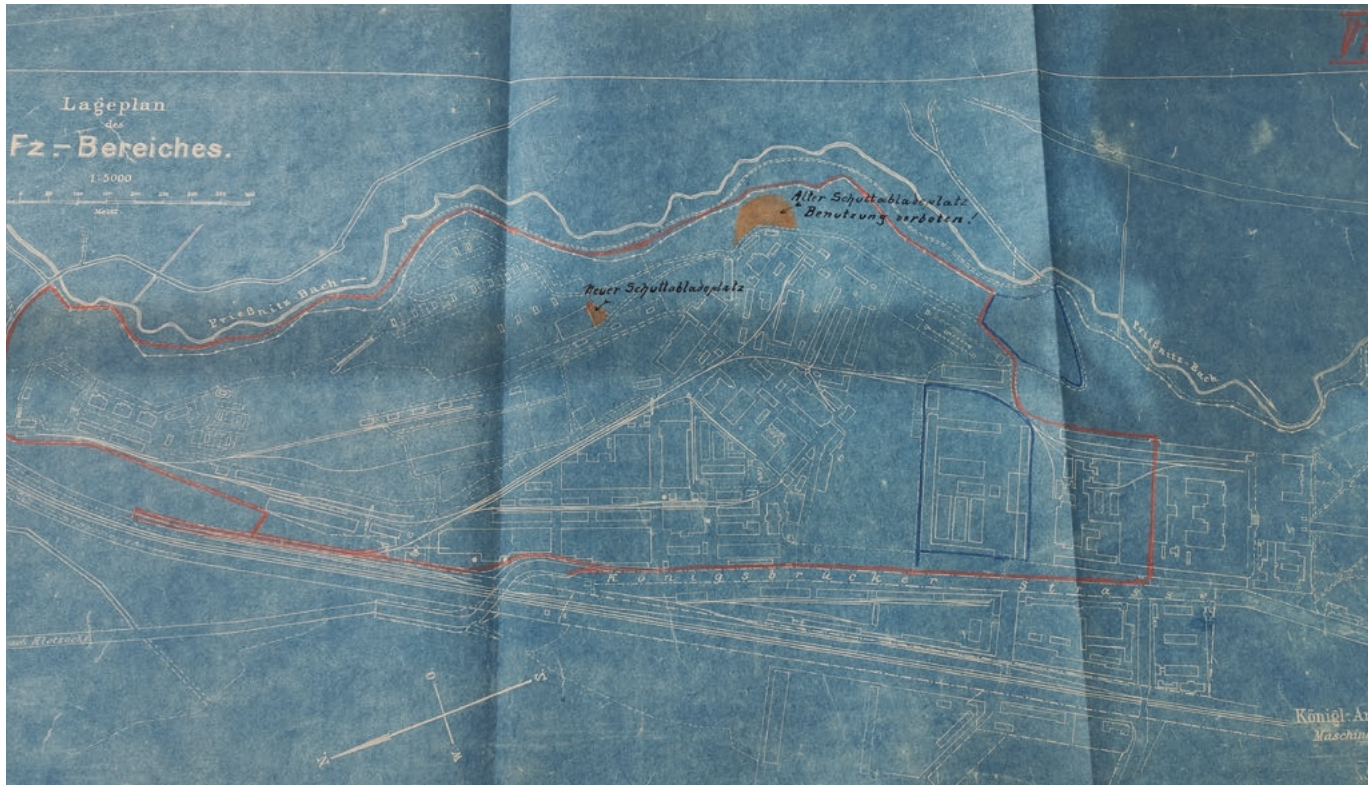 Lageplan
des
Fz.-Bereiches.
1:5000
Meter
Alter Schuttabladeplatz
Benutzung verboten!
Neuer Schuttabladeplatz
Prießnitz Bach
Prießnitz-Bach
Königsbrücker Strasse
nach Klotzsche
N
O
S
W
Königl. Ar
Maschin